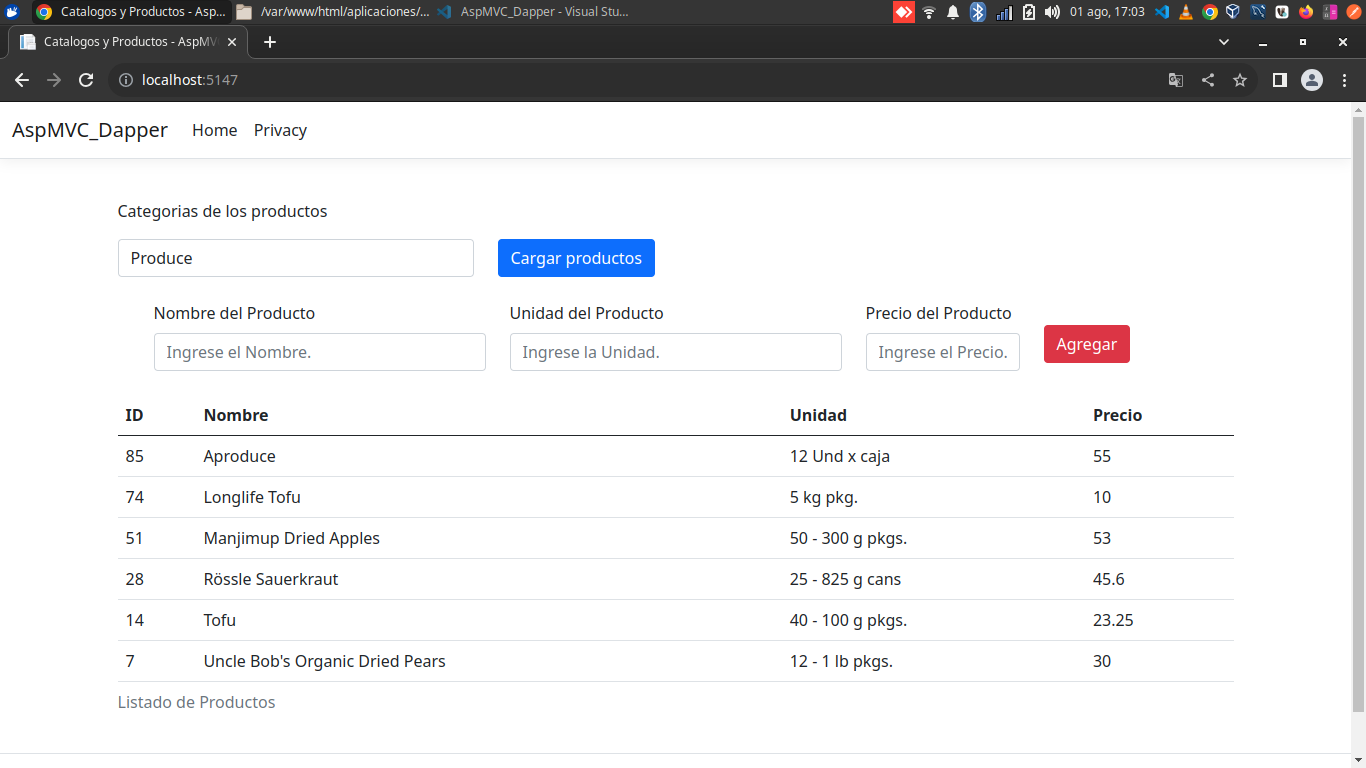 Catalogos y Productos - Asp... /var/www/html/aplicaciones/... AspMVC_Dapper - Visual Stu... 01 ago, 17:03
Catalogos y Productos - AspMV
localhost:5147
AspMVC_Dapper Home Privacy
Categorias de los productos
Produce Cargar productos
Nombre del Producto Unidad del Producto Precio del Producto
Ingrese el Nombre. Ingrese la Unidad. Ingrese el Precio. Agregar
ID Nombre Unidad Precio
85 Aproduce 12 Und x caja 55
74 Longlife Tofu 5 kg pkg. 10
51 Manjimup Dried Apples 50 - 300 g pkgs. 53
28 Rössle Sauerkraut 25 - 825 g cans 45.6
14 Tofu 40 - 100 g pkgs. 23.25
7 Uncle Bob's Organic Dried Pears 12 - 1 lb pkgs. 30
Listado de Productos